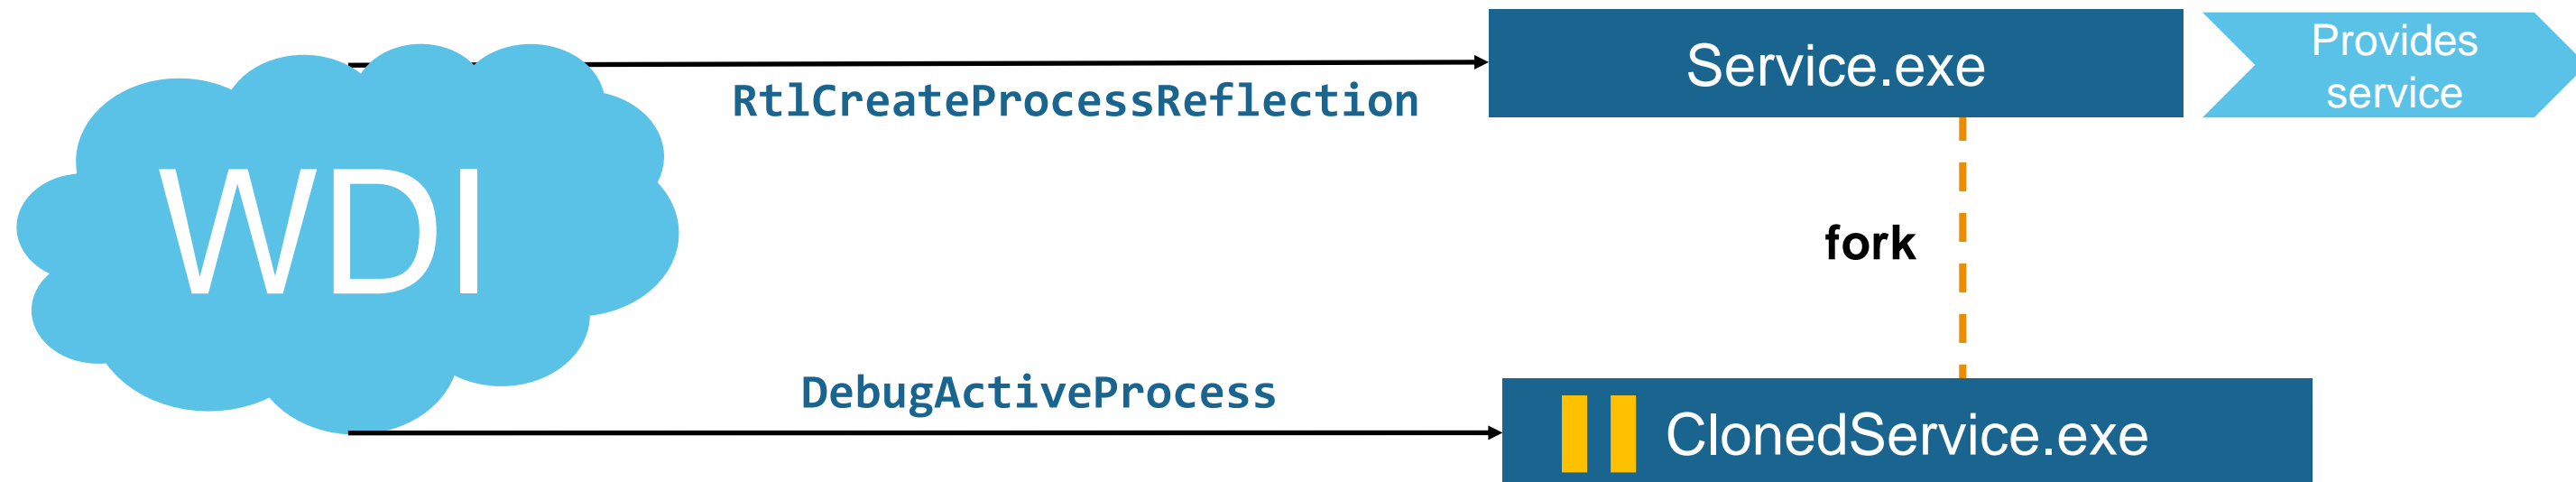 Service.exe
Provides
service
RtlCreateProcessReflection
WDI
fork
DebugActiveProcess
ClonedService.exe